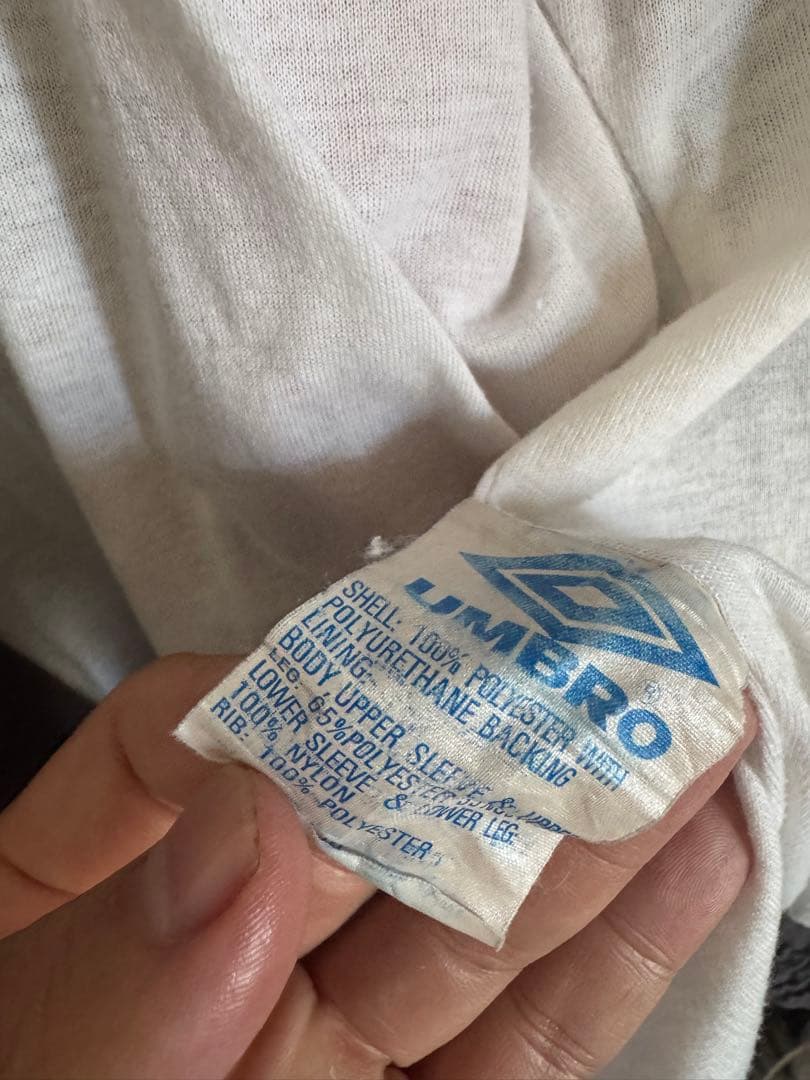 UMBRO
®
SHELL: 100% POLYESTER WITH
POLYURETHANE BACKING
LINING:
BODY UPPER SLEEVE & UPPER
LEG: 65%POLYESTER
LOWER SLEEVE & LOWER LEG:
100% NYLON
RIB: 100% POLYESTER